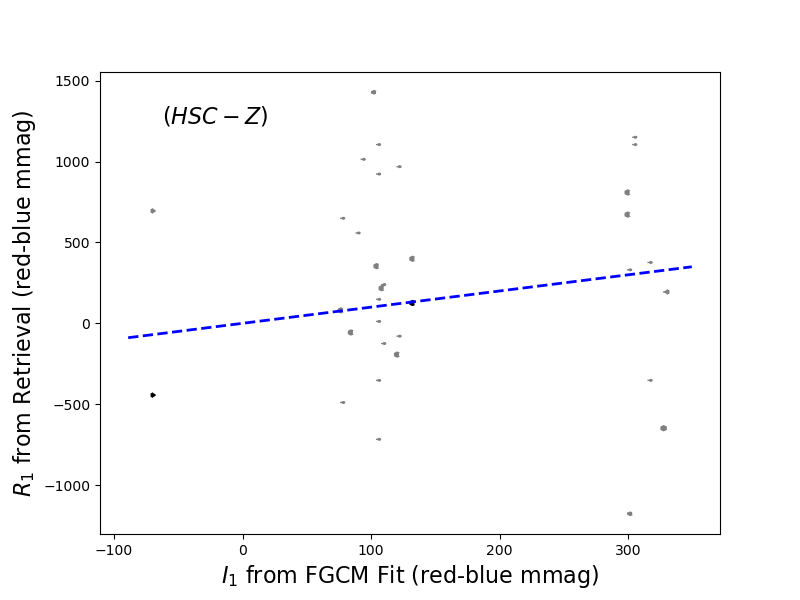 1500
(HSC − Z)
1000
500
0
−500
−1000
R₁ from Retrieval (red-blue mmag)
−100 0 100 200 300
I₁ from FGCM Fit (red-blue mmag)